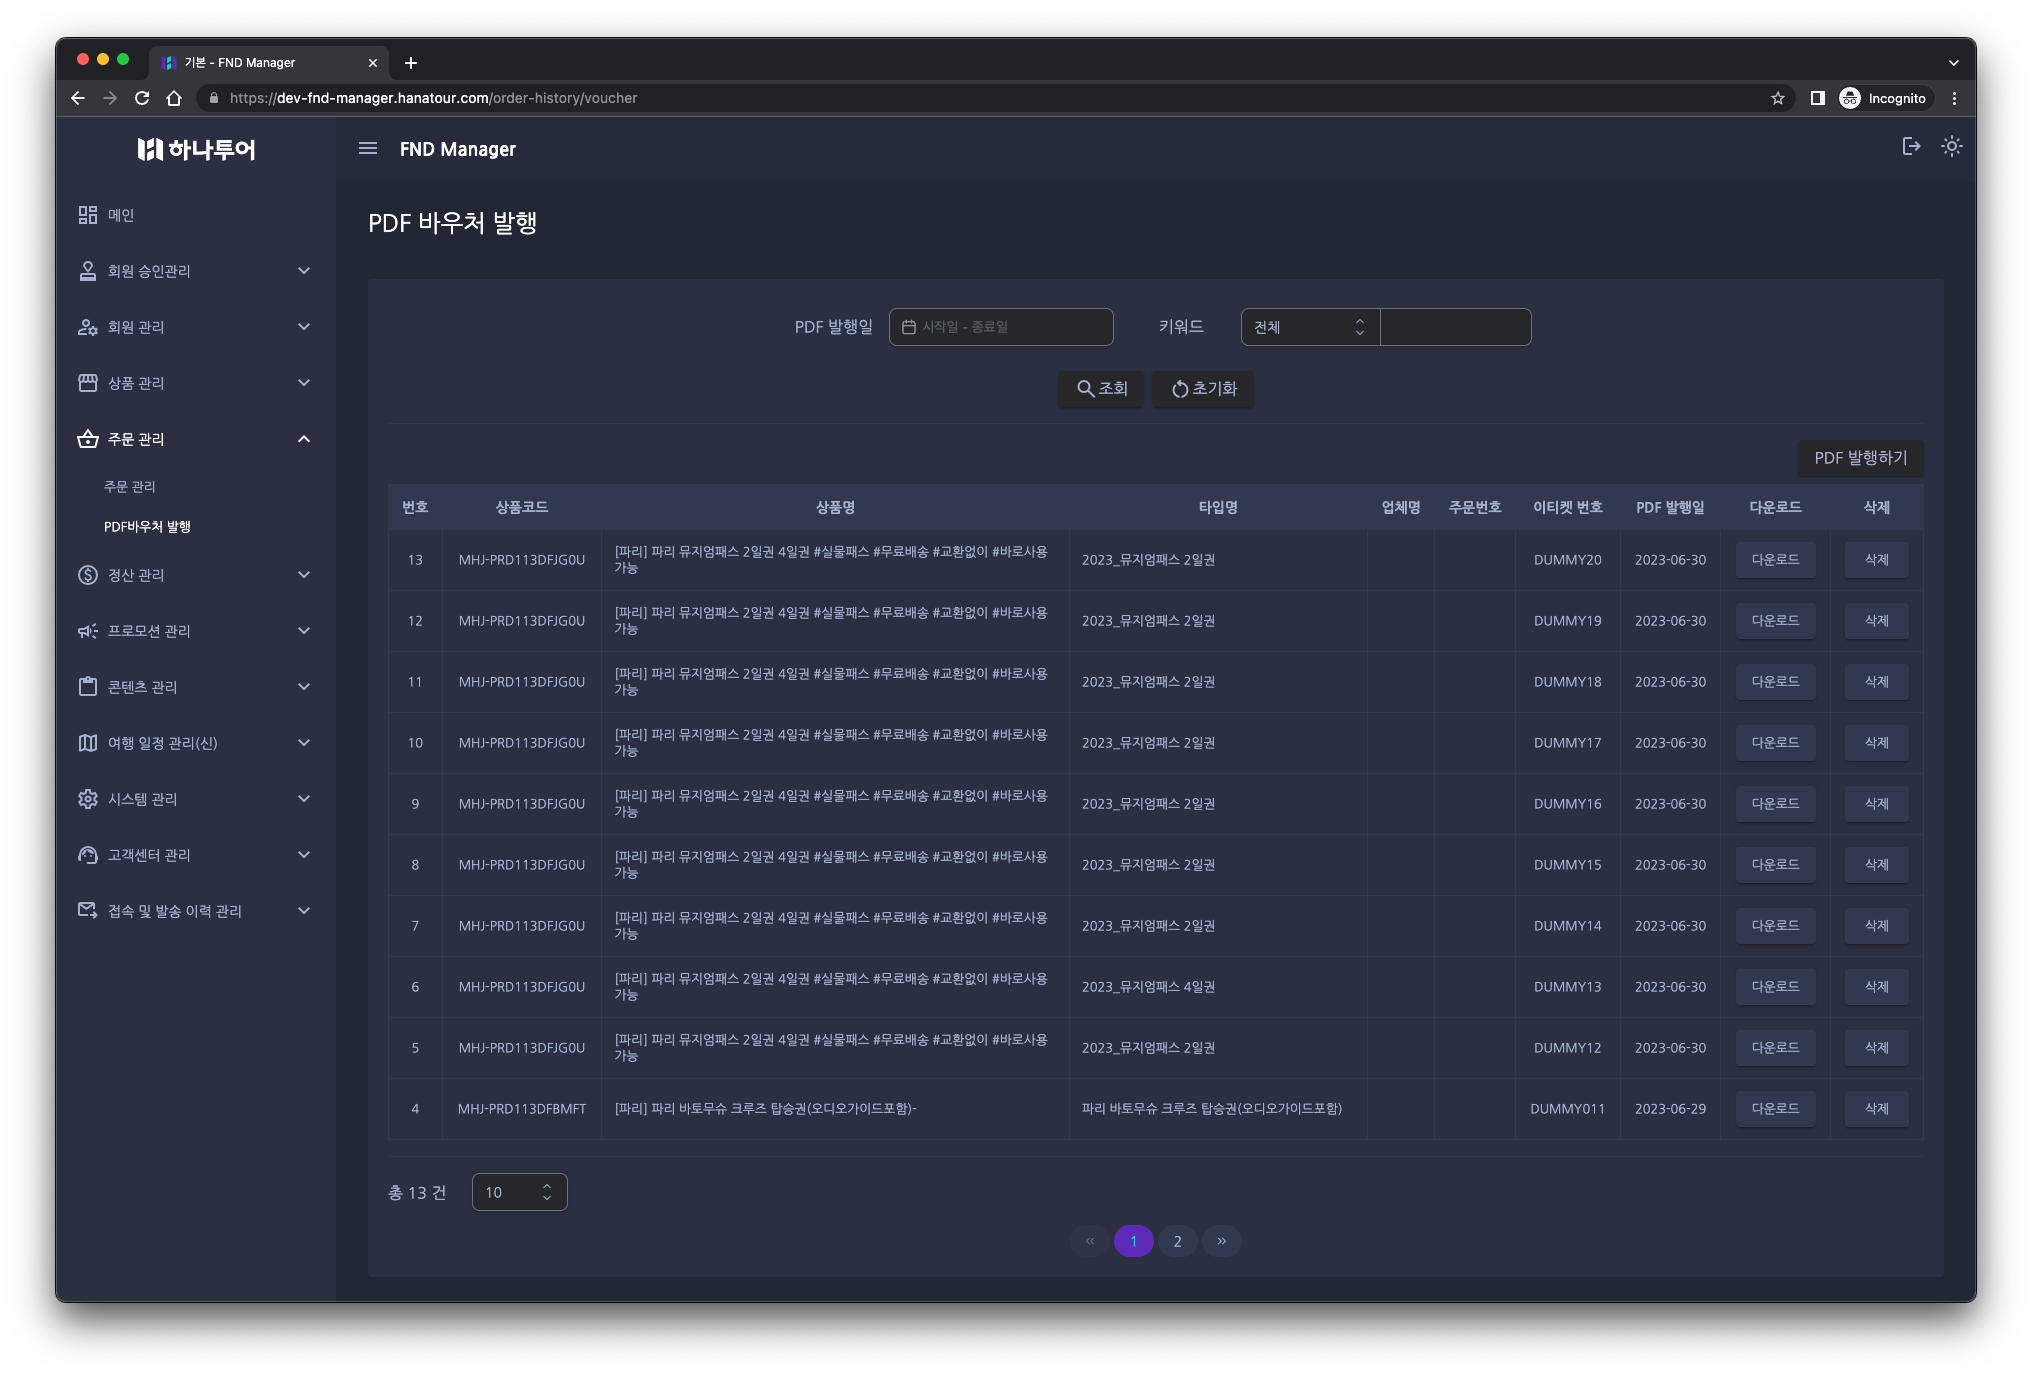 기본 - FND Manager
https://dev-fnd-manager.hanatour.com/order-history/voucher
Incognito
하나투어
FND Manager
메인
회원 승인관리
회원 관리
상품 관리
주문 관리
주문 관리
PDF바우처 발행
정산 관리
프로모션 관리
콘텐츠 관리
여행 일정 관리(신)
시스템 관리
고객센터 관리
접속 및 발송 이력 관리
PDF 바우처 발행
PDF 발행일 시작일 - 종료일 키워드 전체
조회 초기화
PDF 발행하기
번호 상품코드 상품명 타입명 업체명 주문번호 이티켓 번호 PDF 발행일 다운로드 삭제
13 MHJ-PRD113DFJG0U [파리] 파리 뮤지엄패스 2일권 4일권 #실물패스 #무료배송 #교환없이 #바로사용
가능 2023_뮤지엄패스 2일권 DUMMY20 2023-06-30 다운로드 삭제
12 MHJ-PRD113DFJG0U [파리] 파리 뮤지엄패스 2일권 4일권 #실물패스 #무료배송 #교환없이 #바로사용
가능 2023_뮤지엄패스 2일권 DUMMY19 2023-06-30 다운로드 삭제
11 MHJ-PRD113DFJG0U [파리] 파리 뮤지엄패스 2일권 4일권 #실물패스 #무료배송 #교환없이 #바로사용
가능 2023_뮤지엄패스 2일권 DUMMY18 2023-06-30 다운로드 삭제
10 MHJ-PRD113DFJG0U [파리] 파리 뮤지엄패스 2일권 4일권 #실물패스 #무료배송 #교환없이 #바로사용
가능 2023_뮤지엄패스 2일권 DUMMY17 2023-06-30 다운로드 삭제
9 MHJ-PRD113DFJG0U [파리] 파리 뮤지엄패스 2일권 4일권 #실물패스 #무료배송 #교환없이 #바로사용
가능 2023_뮤지엄패스 2일권 DUMMY16 2023-06-30 다운로드 삭제
8 MHJ-PRD113DFJG0U [파리] 파리 뮤지엄패스 2일권 4일권 #실물패스 #무료배송 #교환없이 #바로사용
가능 2023_뮤지엄패스 2일권 DUMMY15 2023-06-30 다운로드 삭제
7 MHJ-PRD113DFJG0U [파리] 파리 뮤지엄패스 2일권 4일권 #실물패스 #무료배송 #교환없이 #바로사용
가능 2023_뮤지엄패스 2일권 DUMMY14 2023-06-30 다운로드 삭제
6 MHJ-PRD113DFJG0U [파리] 파리 뮤지엄패스 2일권 4일권 #실물패스 #무료배송 #교환없이 #바로사용
가능 2023_뮤지엄패스 4일권 DUMMY13 2023-06-30 다운로드 삭제
5 MHJ-PRD113DFJG0U [파리] 파리 뮤지엄패스 2일권 4일권 #실물패스 #무료배송 #교환없이 #바로사용
가능 2023_뮤지엄패스 2일권 DUMMY12 2023-06-30 다운로드 삭제
4 MHJ-PRD113DFBMFT [파리] 파리 바토무슈 크루즈 탑승권(오디오가이드포함)- 파리 바토무슈 크루즈 탑승권(오디오가이드포함) DUMMY011 2023-06-29 다운로드 삭제
총 13 건 10
« 1 2 »